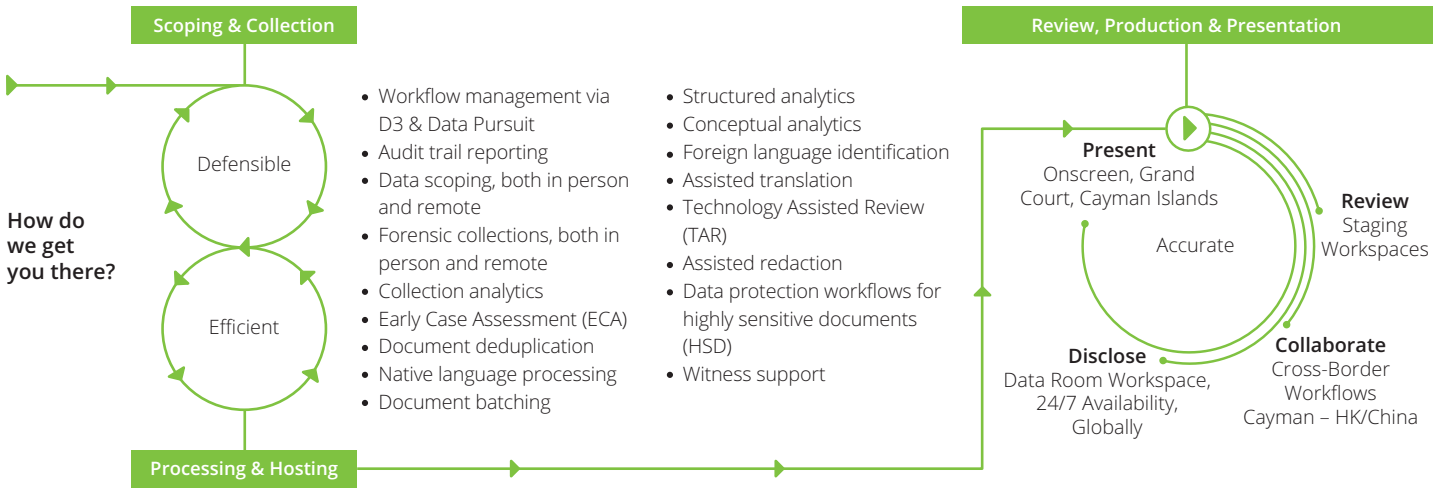 Scoping & Collection
Review, Production & Presentation
How do
we get
you there?
Defensible
Efficient
Processing & Hosting
• Workflow management via
D3 & Data Pursuit
• Audit trail reporting
• Data scoping, both in person
and remote
• Forensic collections, both in
person and remote
• Collection analytics
• Early Case Assessment (ECA)
• Document deduplication
• Native language processing
• Document batching
• Structured analytics
• Conceptual analytics
• Foreign language identification
• Assisted translation
• Technology Assisted Review
(TAR)
• Assisted redaction
• Data protection workflows for
highly sensitive documents
(HSD)
• Witness support
Present
Onscreen, Grand
Court, Cayman Islands
Accurate
Review
Staging
Workspaces
Disclose
Data Room Workspace,
24/7 Availability,
Globally
Collaborate
Cross-Border
Workflows
Cayman – HK/China